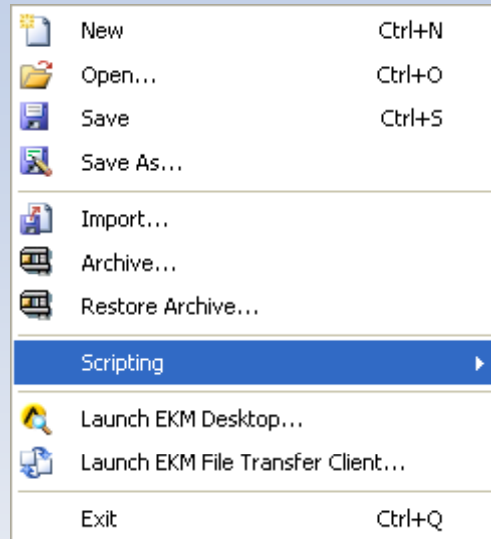 New Ctrl+N
Open... Ctrl+O
Save Ctrl+S
Save As...
Import...
Archive...
Restore Archive...
Scripting
Launch EKM Desktop...
Launch EKM File Transfer Client...
Exit Ctrl+Q